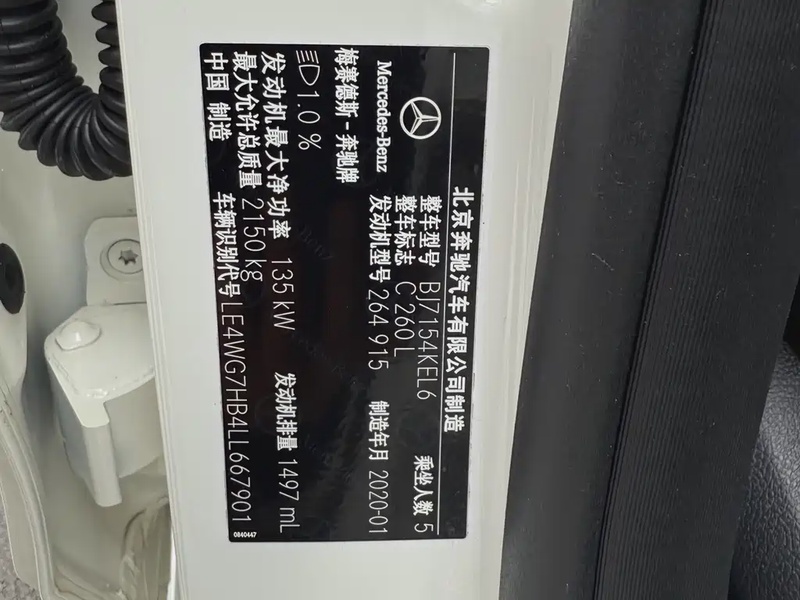 北京奔驰汽车有限公司制造
Mercedes-Benz
梅赛德斯-奔驰牌
整车型号 BJ7154KEL6 乘坐人数 5
整车标志 C 260 L
发动机型号 264 915 制造年月 2020-01
1.0 %
发动机最大净功率 135 kW 发动机排量 1497 mL
最大允许总质量 2150 kg
中国 制造 车辆识别代号 LE4WG7HB4LL667901
0840447